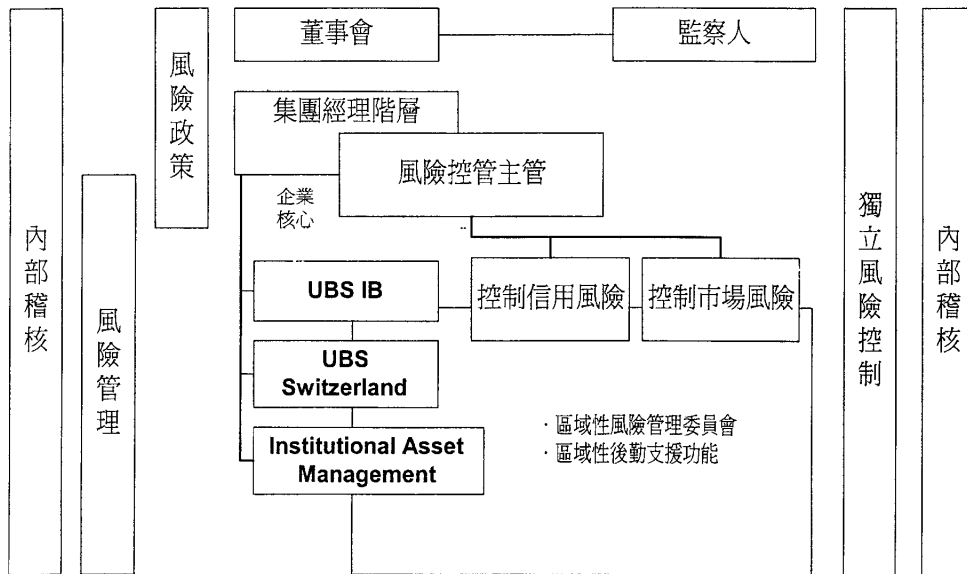 董事會
監察人
風險政策
集團經理階層
風險控管主管
企業
核心
內部稽核
風險管理
UBS IB
控制信用風險
控制市場風險
UBS
Switzerland
Institutional Asset
Management
· 區域性風險管理委員會
· 區域性後勤支援功能
獨立風險控制
內部稽核